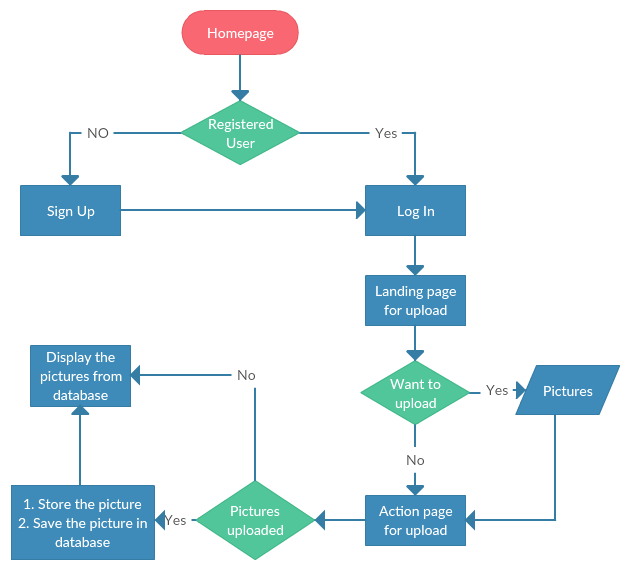 Homepage
Registered
User
NO
Yes
Sign Up
Log In
Landing page
for upload
Display the
pictures from
database
No
Want to
upload
Yes
Pictures
No
1. Store the picture
2. Save the picture in
database
Yes
Pictures
uploaded
Action page
for upload